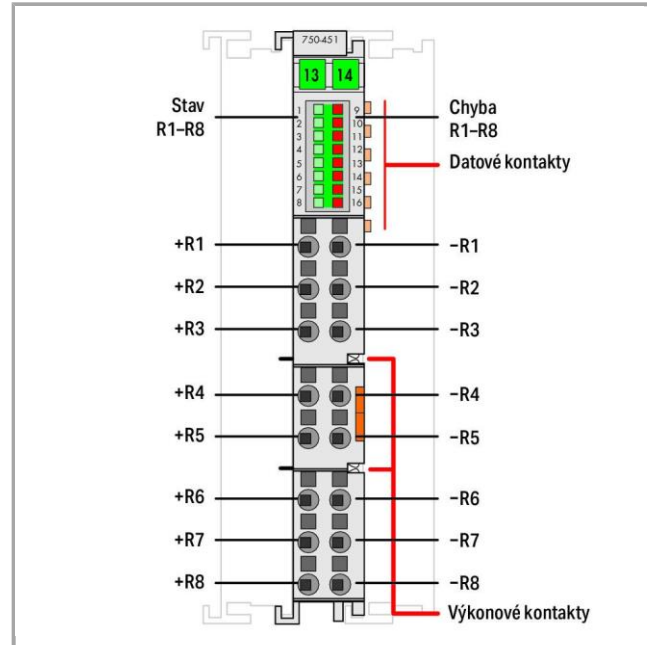 750-451
13 14
Stav
R1–R8
Chyba
R1–R8
1 9
2 10
3 11
4 12
5 13
6 14
7 15
8 16
Datové kontakty
+R1 –R1
+R2 –R2
+R3 –R3
+R4 –R4
+R5 –R5
+R6 –R6
+R7 –R7
+R8 –R8
Výkonové kontakty